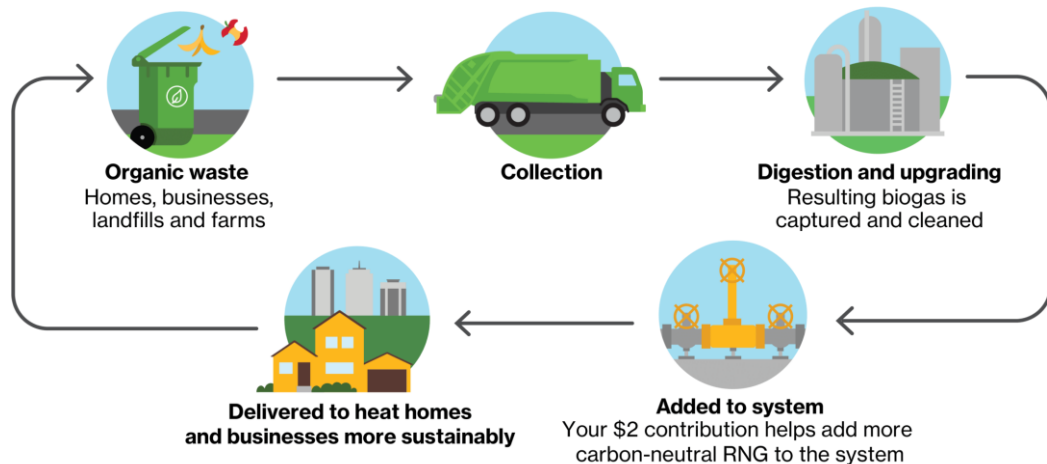 Organic waste
Homes, businesses,
landfills and farms
Collection
Digestion and upgrading
Resulting biogas is
captured and cleaned
Added to system
Your $2 contribution helps add more
carbon-neutral RNG to the system
Delivered to heat homes
and businesses more sustainably